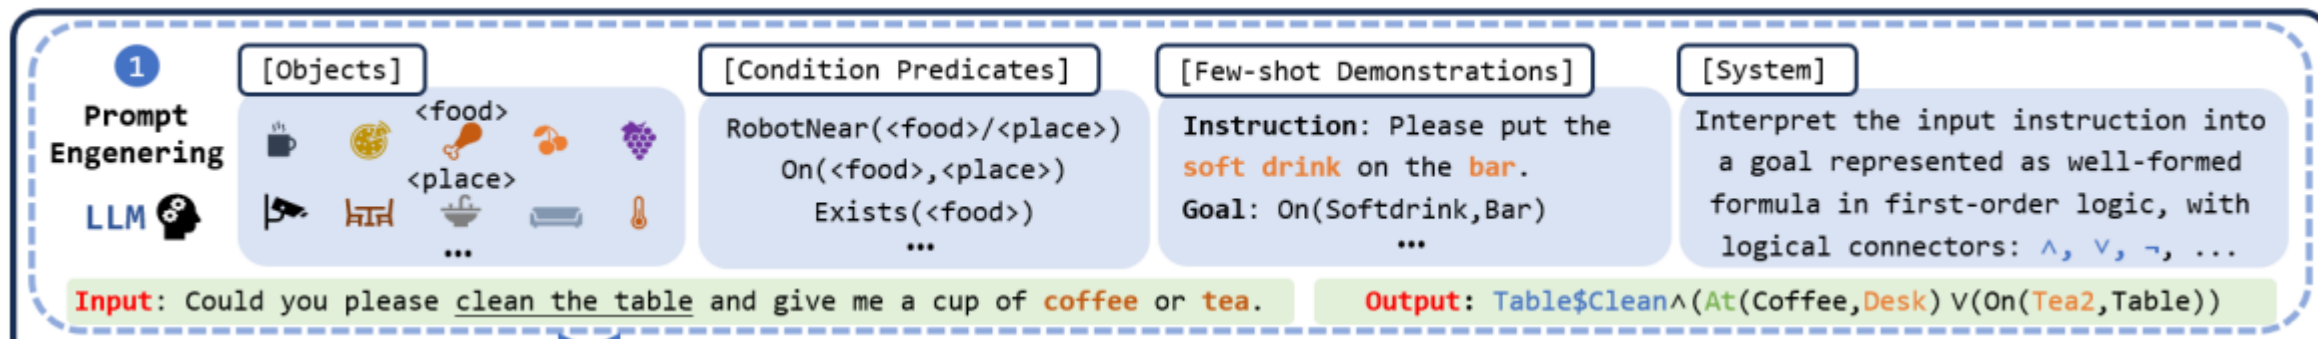 1
Prompt
Engenering
LLM
[Objects]
<food>
<place>
...
[Condition Predicates]
RobotNear(<food>/<place>)
On(<food>,<place>)
Exists(<food>)
...
[Few-shot Demonstrations]
Instruction: Please put the
soft drink on the bar.
Goal: On(Softdrink,Bar)
...
[System]
Interpret the input instruction into
a goal represented as well-formed
formula in first-order logic, with
logical connectors: ∧, ∨, ¬, ...
Input: Could you please clean the table and give me a cup of coffee or tea.
Output: Table$Clean∧(At(Coffee,Desk)∨(On(Tea2,Table))